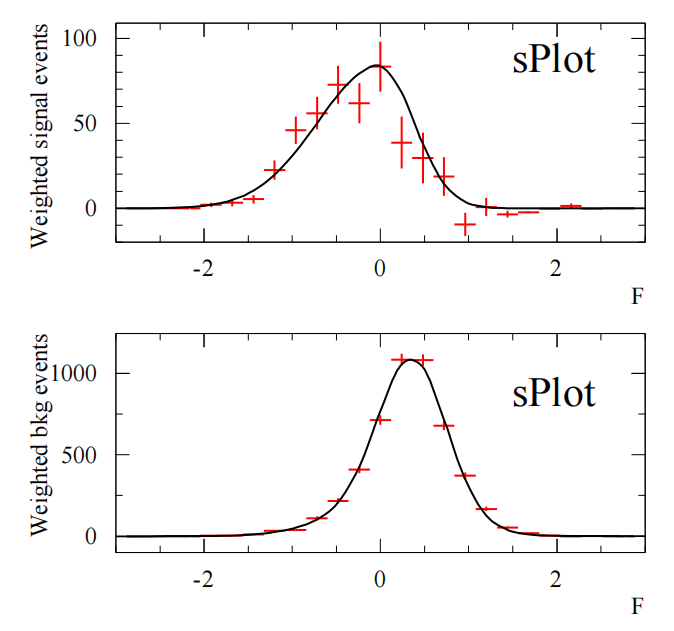 Weighted signal events
100
50
0
sPlot
-2
0
2
F
Weighted bkg events
1000
500
0
sPlot
-2
0
2
F